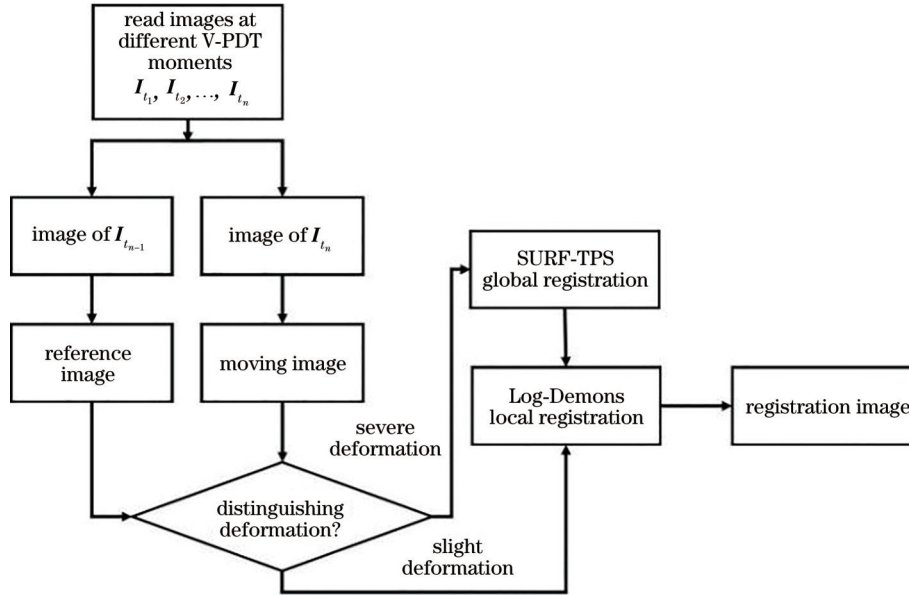 read images at
different V-PDT
moments
I_{t_1}, I_{t_2},..., I_{t_n}
image of I_{t_{n-1}}
image of I_{t_n}
SURF-TPS
global registration
reference
image
moving image
Log-Demons
local registration
registration image
severe
deformation
distinguishing
deformation?
slight
deformation